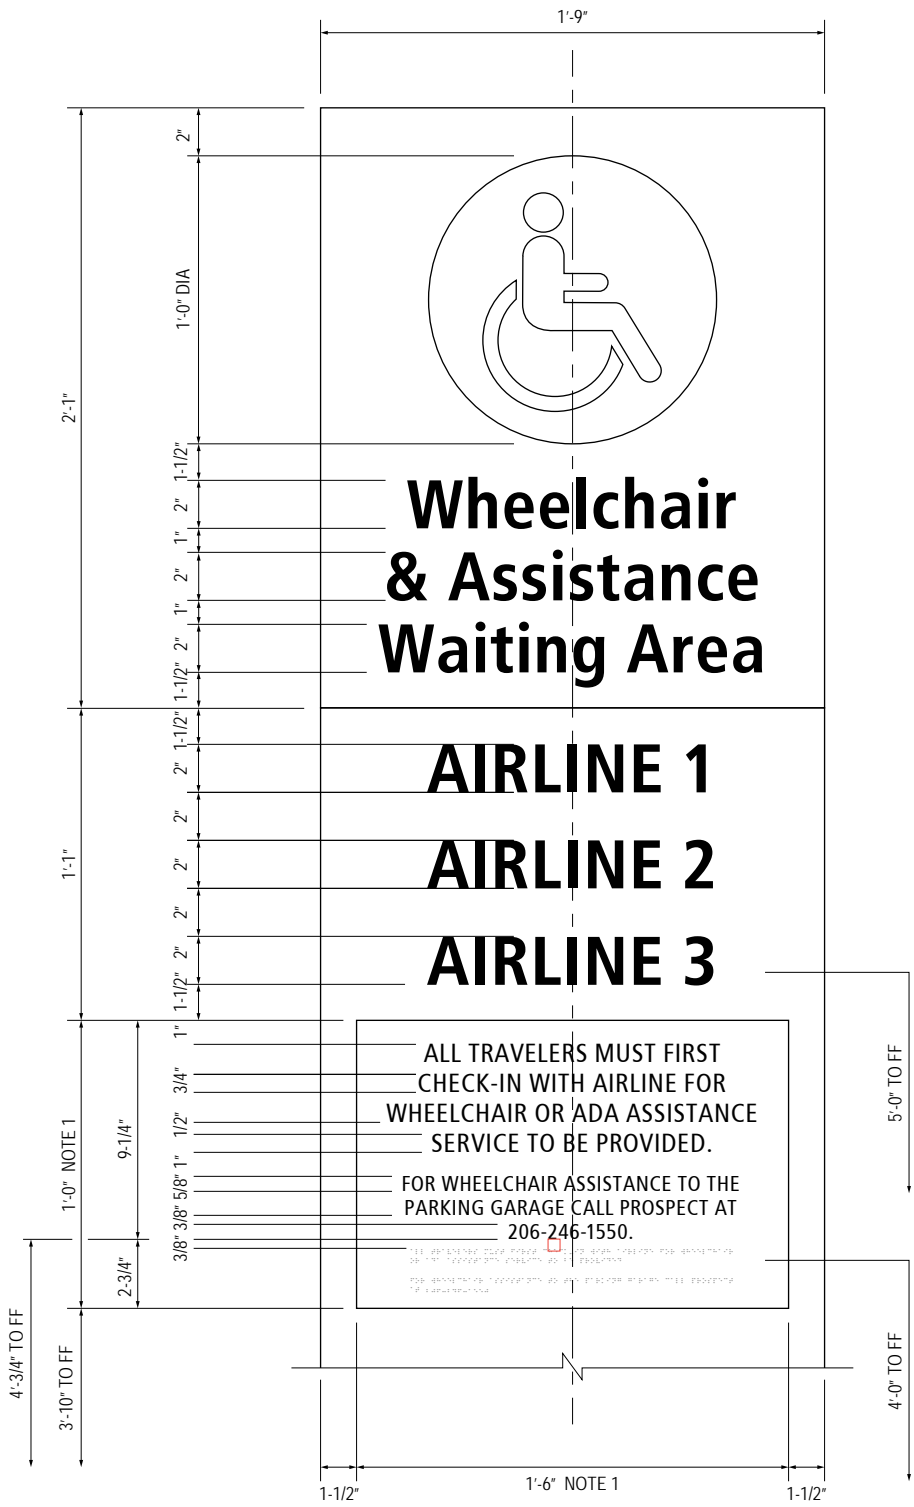 1'-9"
2"
1'-0" DIA
2'-1"
1-1/2"
2"
1"
2"
1"
2"
1-1/2"
Wheelchair
& Assistance
Waiting Area
1-1/2"
2"
2"
2"
2"
2"
1-1/2"
1'-1"
AIRLINE 1
AIRLINE 2
AIRLINE 3
1"
3/4"
1/2"
1"
5/8"
3/8"
3/8"
9-1/4"
2-3/4"
1'-0" NOTE 1
ALL TRAVELERS MUST FIRST
CHECK-IN WITH AIRLINE FOR
WHEELCHAIR OR ADA ASSISTANCE
SERVICE TO BE PROVIDED.
FOR WHEELCHAIR ASSISTANCE TO THE
PARKING GARAGE CALL PROSPECT AT
206-246-1550.
5'-0" TO FF
4'-0" TO FF
4'-3/4" TO FF
3'-10" TO FF
1-1/2"
1'-6" NOTE 1
1-1/2"